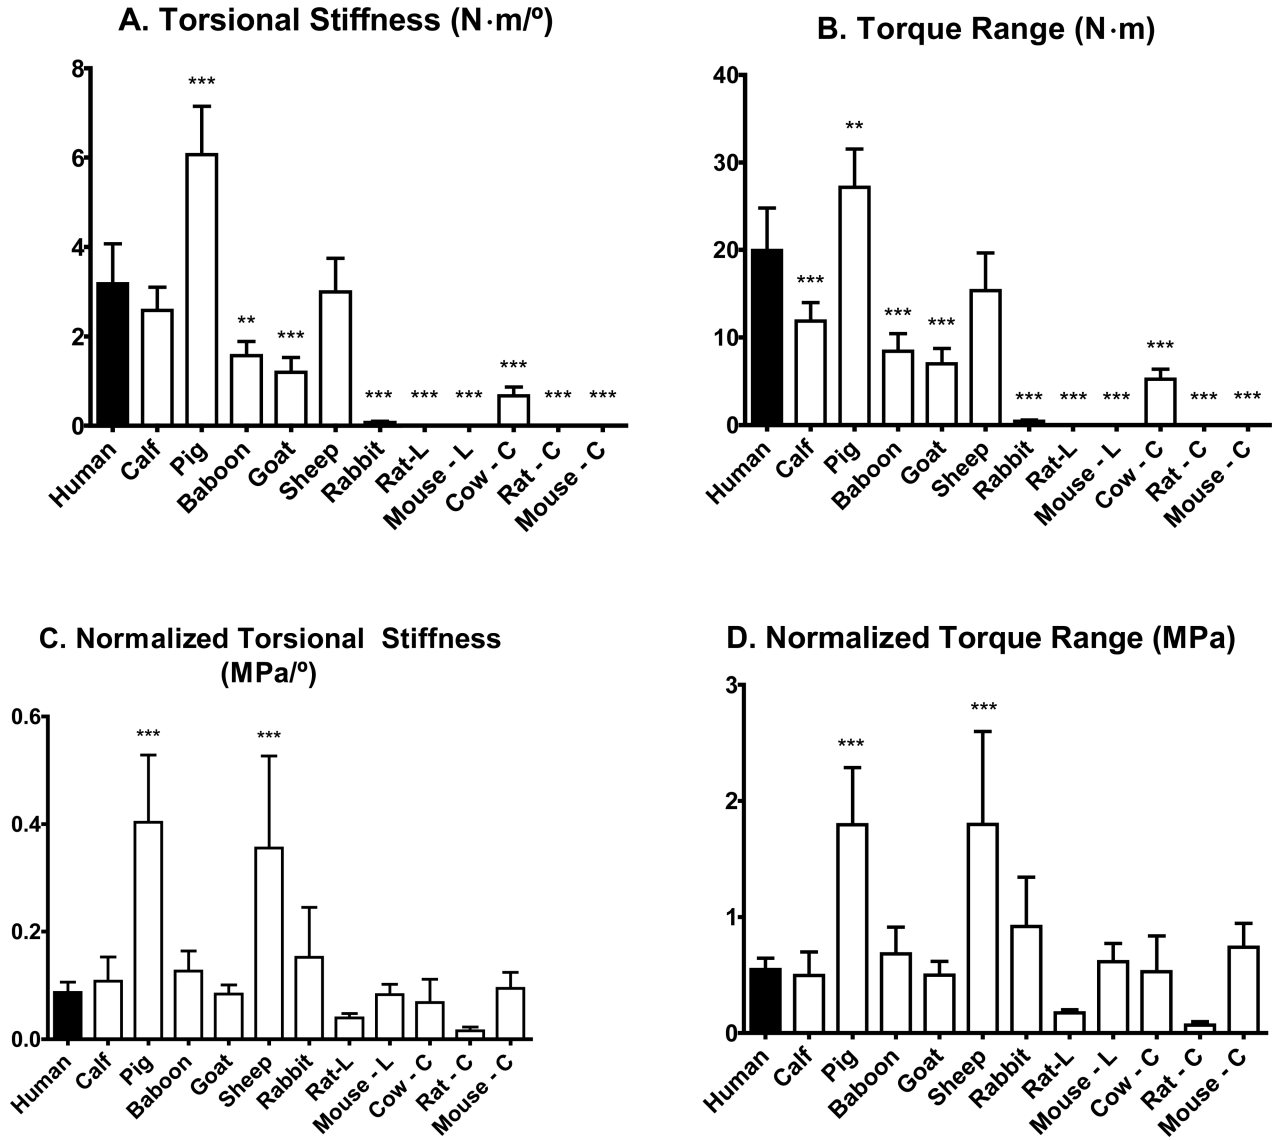 A. Torsional Stiffness (N·m/º)
8
6
4
2
0
***
**
***
***
***
***
***
***
***
Human
Calf
Pig
Baboon
Goat
Sheep
Rabbit
Rat-L
Mouse - L
Cow - C
Rat - C
Mouse - C
B. Torque Range (N·m)
40
30
20
10
0
***
**
***
***
***
***
***
***
***
***
Human
Calf
Pig
Baboon
Goat
Sheep
Rabbit
Rat-L
Mouse - L
Cow - C
Rat - C
Mouse - C
C. Normalized Torsional Stiffness
(MPa/º)
0.6
0.4
0.2
0.0
***
***
Human
Calf
Pig
Baboon
Goat
Sheep
Rabbit
Rat-L
Mouse - L
Cow - C
Rat - C
Mouse - C
D. Normalized Torque Range (MPa)
3
2
1
0
***
***
Human
Calf
Pig
Baboon
Goat
Sheep
Rabbit
Rat-L
Mouse - L
Cow - C
Rat - C
Mouse - C